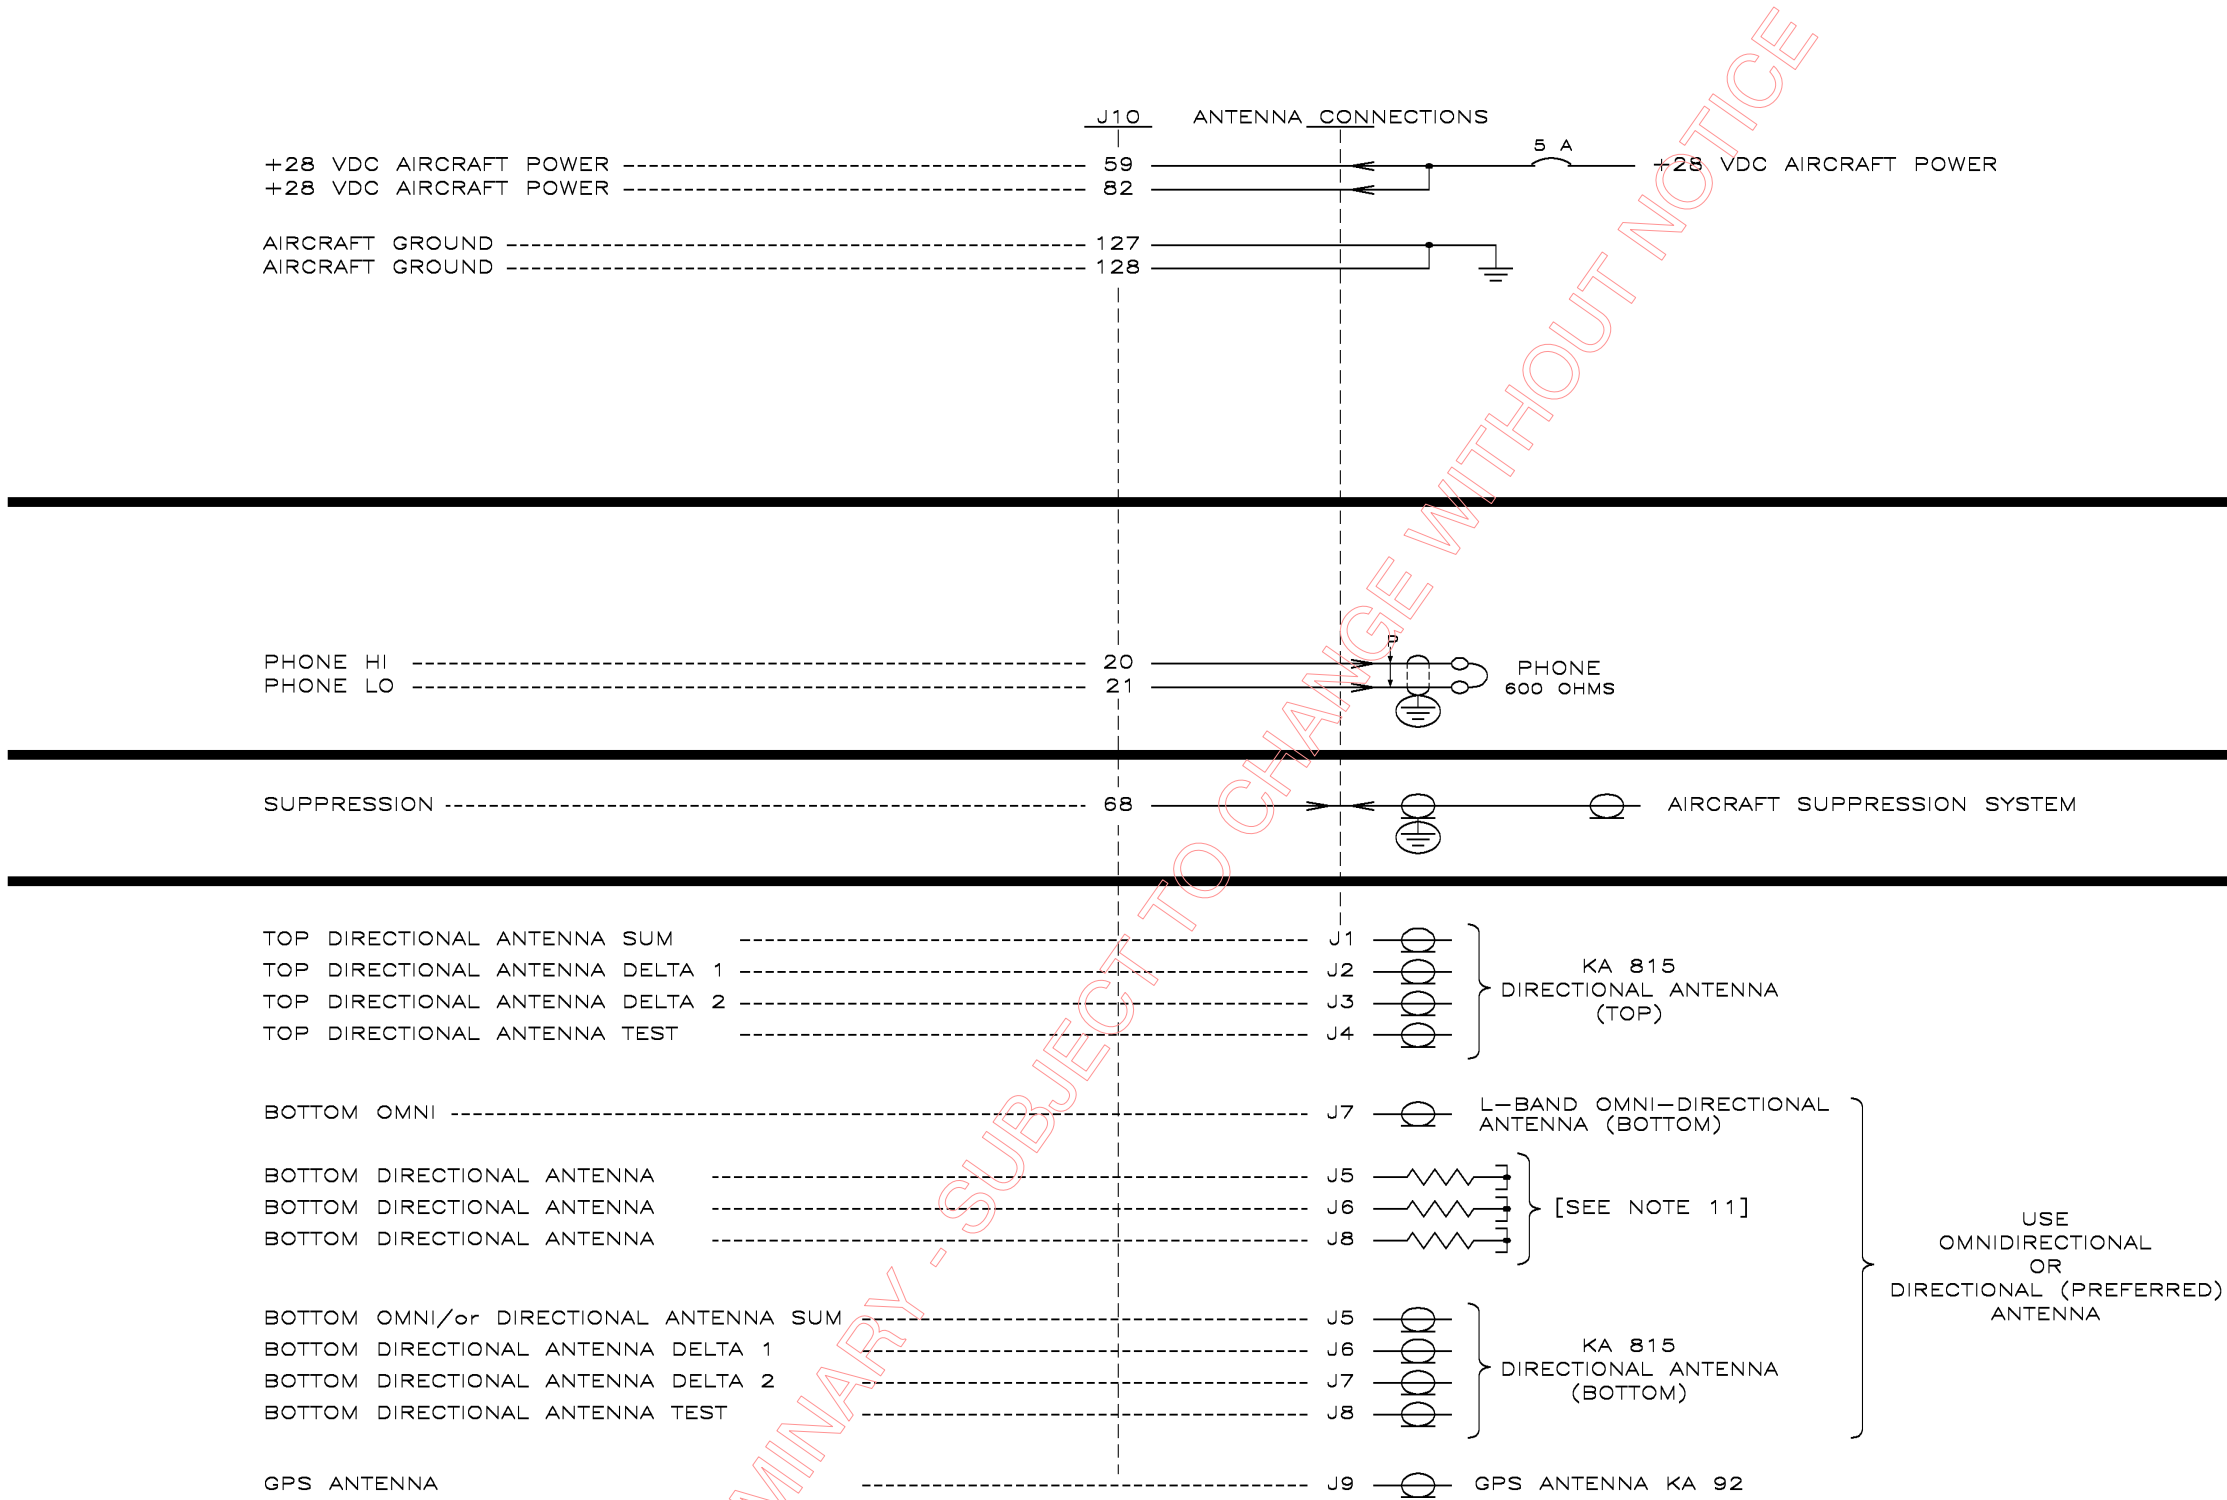 J10 ANTENNA CONNECTIONS
5 A
+28 VDC AIRCRAFT POWER 59 +28 VDC AIRCRAFT POWER
+28 VDC AIRCRAFT POWER 82
AIRCRAFT GROUND 127
AIRCRAFT GROUND 128
PHONE HI 20 PHONE
PHONE LO 21 600 OHMS
SUPPRESSION 68 AIRCRAFT SUPPRESSION SYSTEM
TOP DIRECTIONAL ANTENNA SUM J1
TOP DIRECTIONAL ANTENNA DELTA 1 J2 KA 815
TOP DIRECTIONAL ANTENNA DELTA 2 J3 DIRECTIONAL ANTENNA
TOP DIRECTIONAL ANTENNA TEST J4 (TOP)
BOTTOM OMNI J7 L-BAND OMNI-DIRECTIONAL
ANTENNA (BOTTOM)
BOTTOM DIRECTIONAL ANTENNA J5
BOTTOM DIRECTIONAL ANTENNA J6 [SEE NOTE 11]
BOTTOM DIRECTIONAL ANTENNA J8
USE
OMNIDIRECTIONAL
OR
DIRECTIONAL (PREFERRED)
ANTENNA
BOTTOM OMNI/or DIRECTIONAL ANTENNA SUM J5
BOTTOM DIRECTIONAL ANTENNA DELTA 1 J6 KA 815
BOTTOM DIRECTIONAL ANTENNA DELTA 2 J7 DIRECTIONAL ANTENNA
BOTTOM DIRECTIONAL ANTENNA TEST J8 (BOTTOM)
GPS ANTENNA J9 GPS ANTENNA KA 92
MINARY - SUBJECT TO CHANGE WITHOUT NOTICE